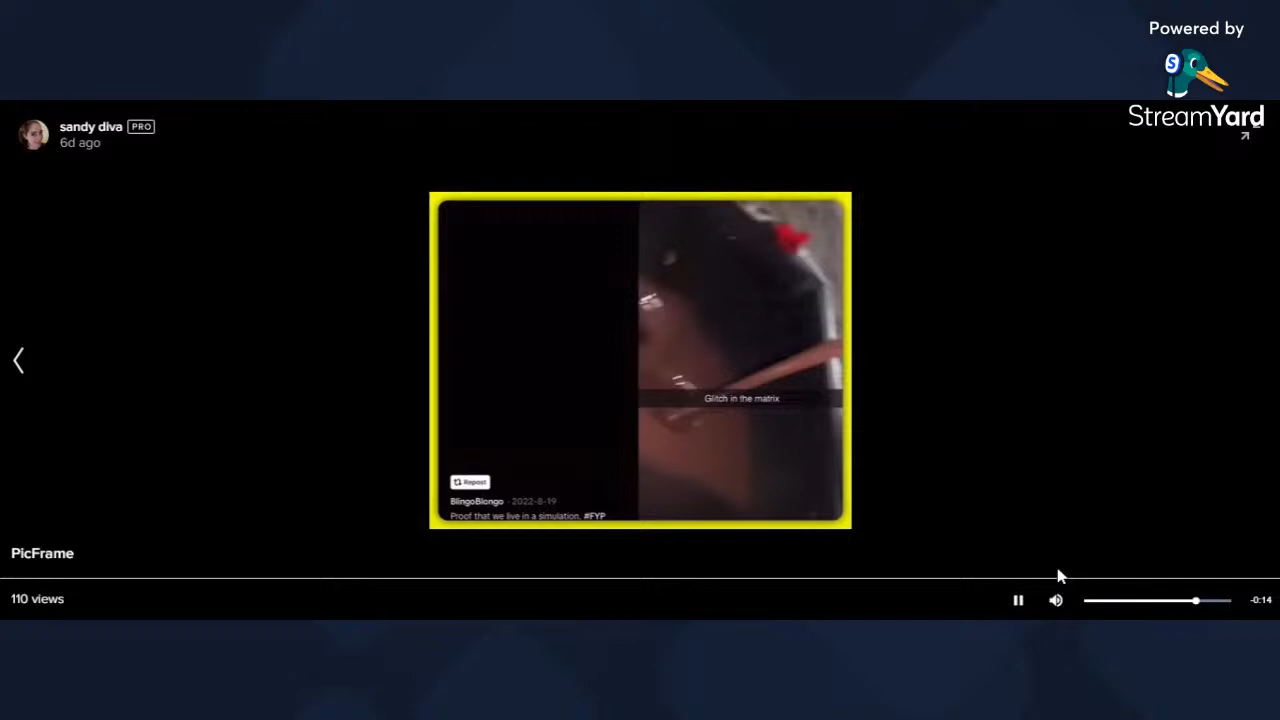 Powered by
StreamYard
sandy diva PRO
6d ago
Glitch in the matrix
Repost
BlingoBlongo · 2022-8-19
Proof that we live in a simulation. #FYP
PicFrame
110 views
-0:14